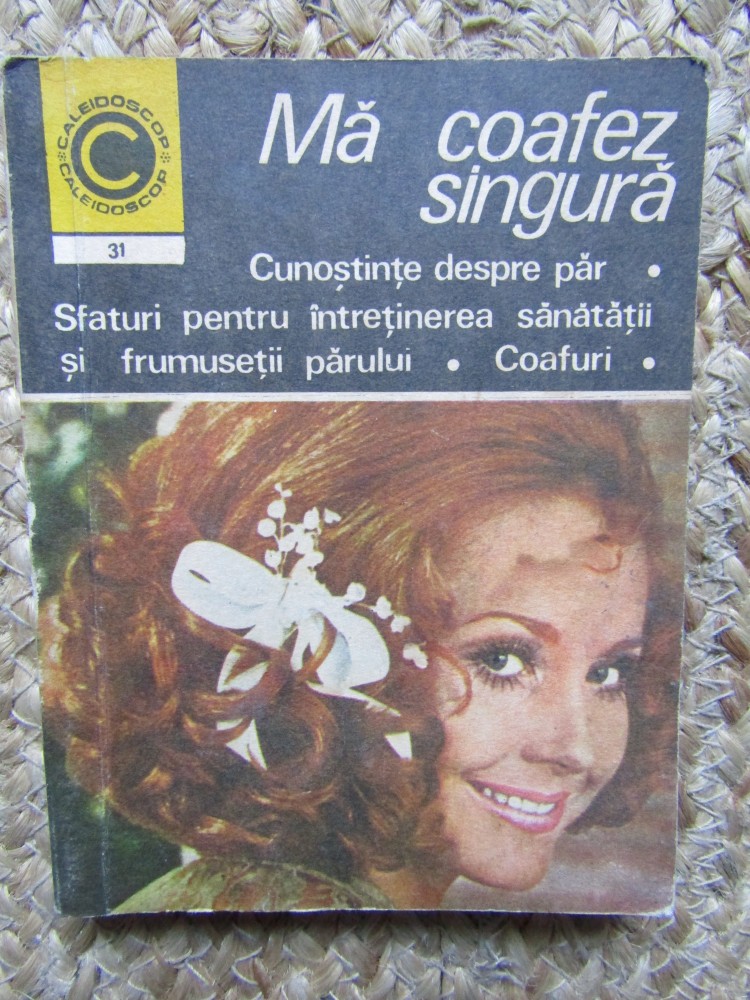 CALEIDOSCOP
C
CALEIDOSCOP
31
Mă coafez
singură
Cunoștințe despre păr •
Sfaturi pentru întreținerea sănătății
și frumuseții părului • Coafuri •